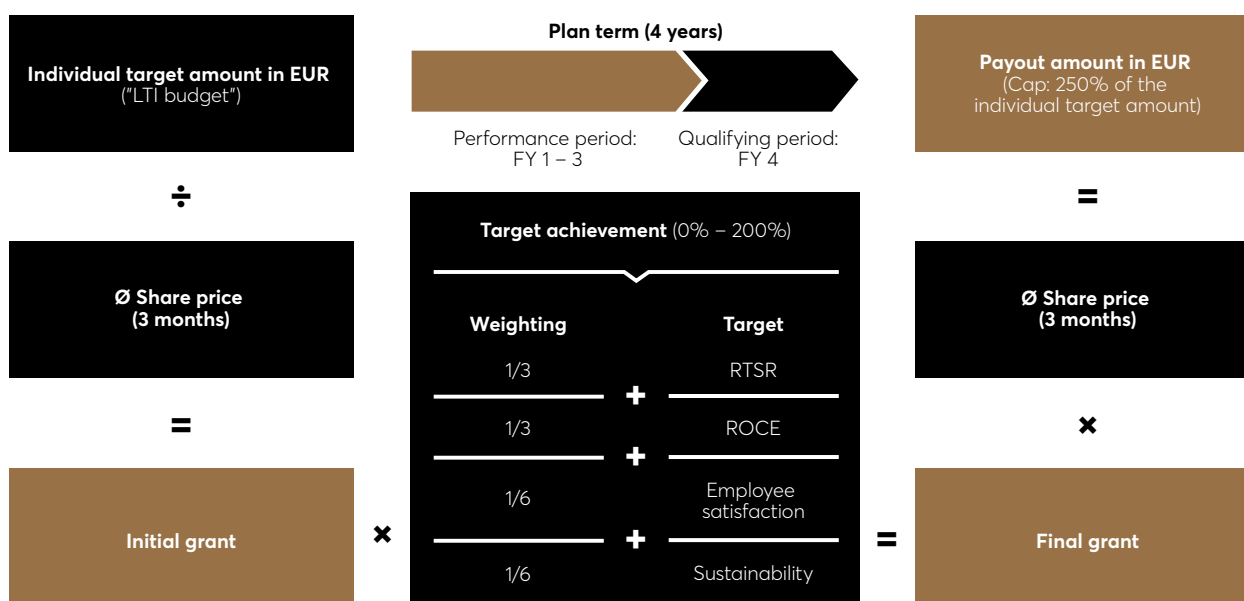 Individual target amount in EUR
("LTI budget")
÷
Ø Share price
(3 months)
=
Initial grant
×
Plan term (4 years)
Performance period:
FY 1 – 3
Qualifying period:
FY 4
Target achievement (0% – 200%)
Weighting
Target
1/3
RTSR
+
1/3
ROCE
+
1/6
Employee
satisfaction
+
1/6
Sustainability
=
Payout amount in EUR
(Cap: 250% of the
individual target amount)
=
Ø Share price
(3 months)
×
Final grant